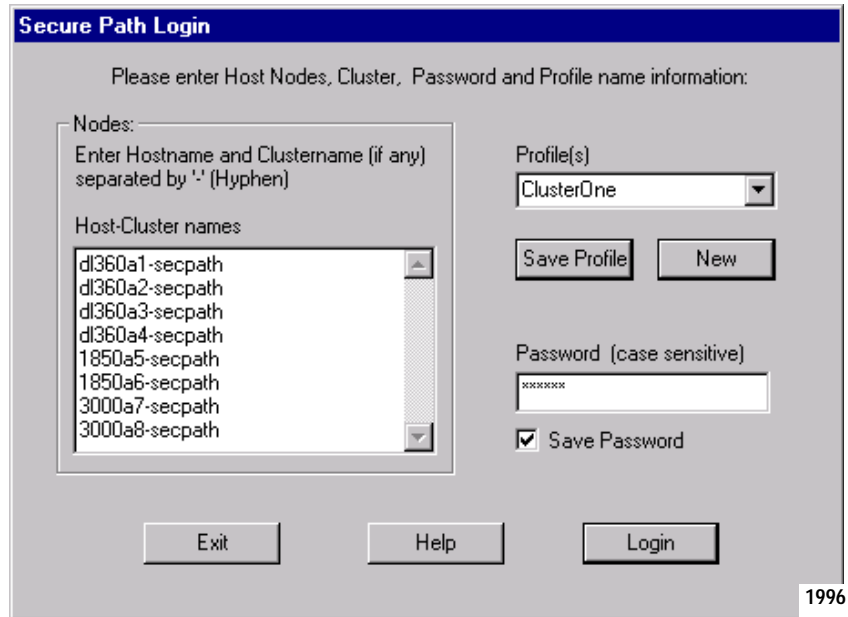 Secure Path Login
Please enter Host Nodes, Cluster, Password and Profile name information:
Nodes:
Enter Hostname and Clustername (if any)
separated by '-' (Hyphen)
Host-Cluster names
dl360a1-secpath
dl360a2-secpath
dl360a3-secpath
dl360a4-secpath
1850a5-secpath
1850a6-secpath
3000a7-secpath
3000a8-secpath
Profile(s)
ClusterOne
Save Profile
New
Password (case sensitive)
******
Save Password
Exit
Help
Login
1996